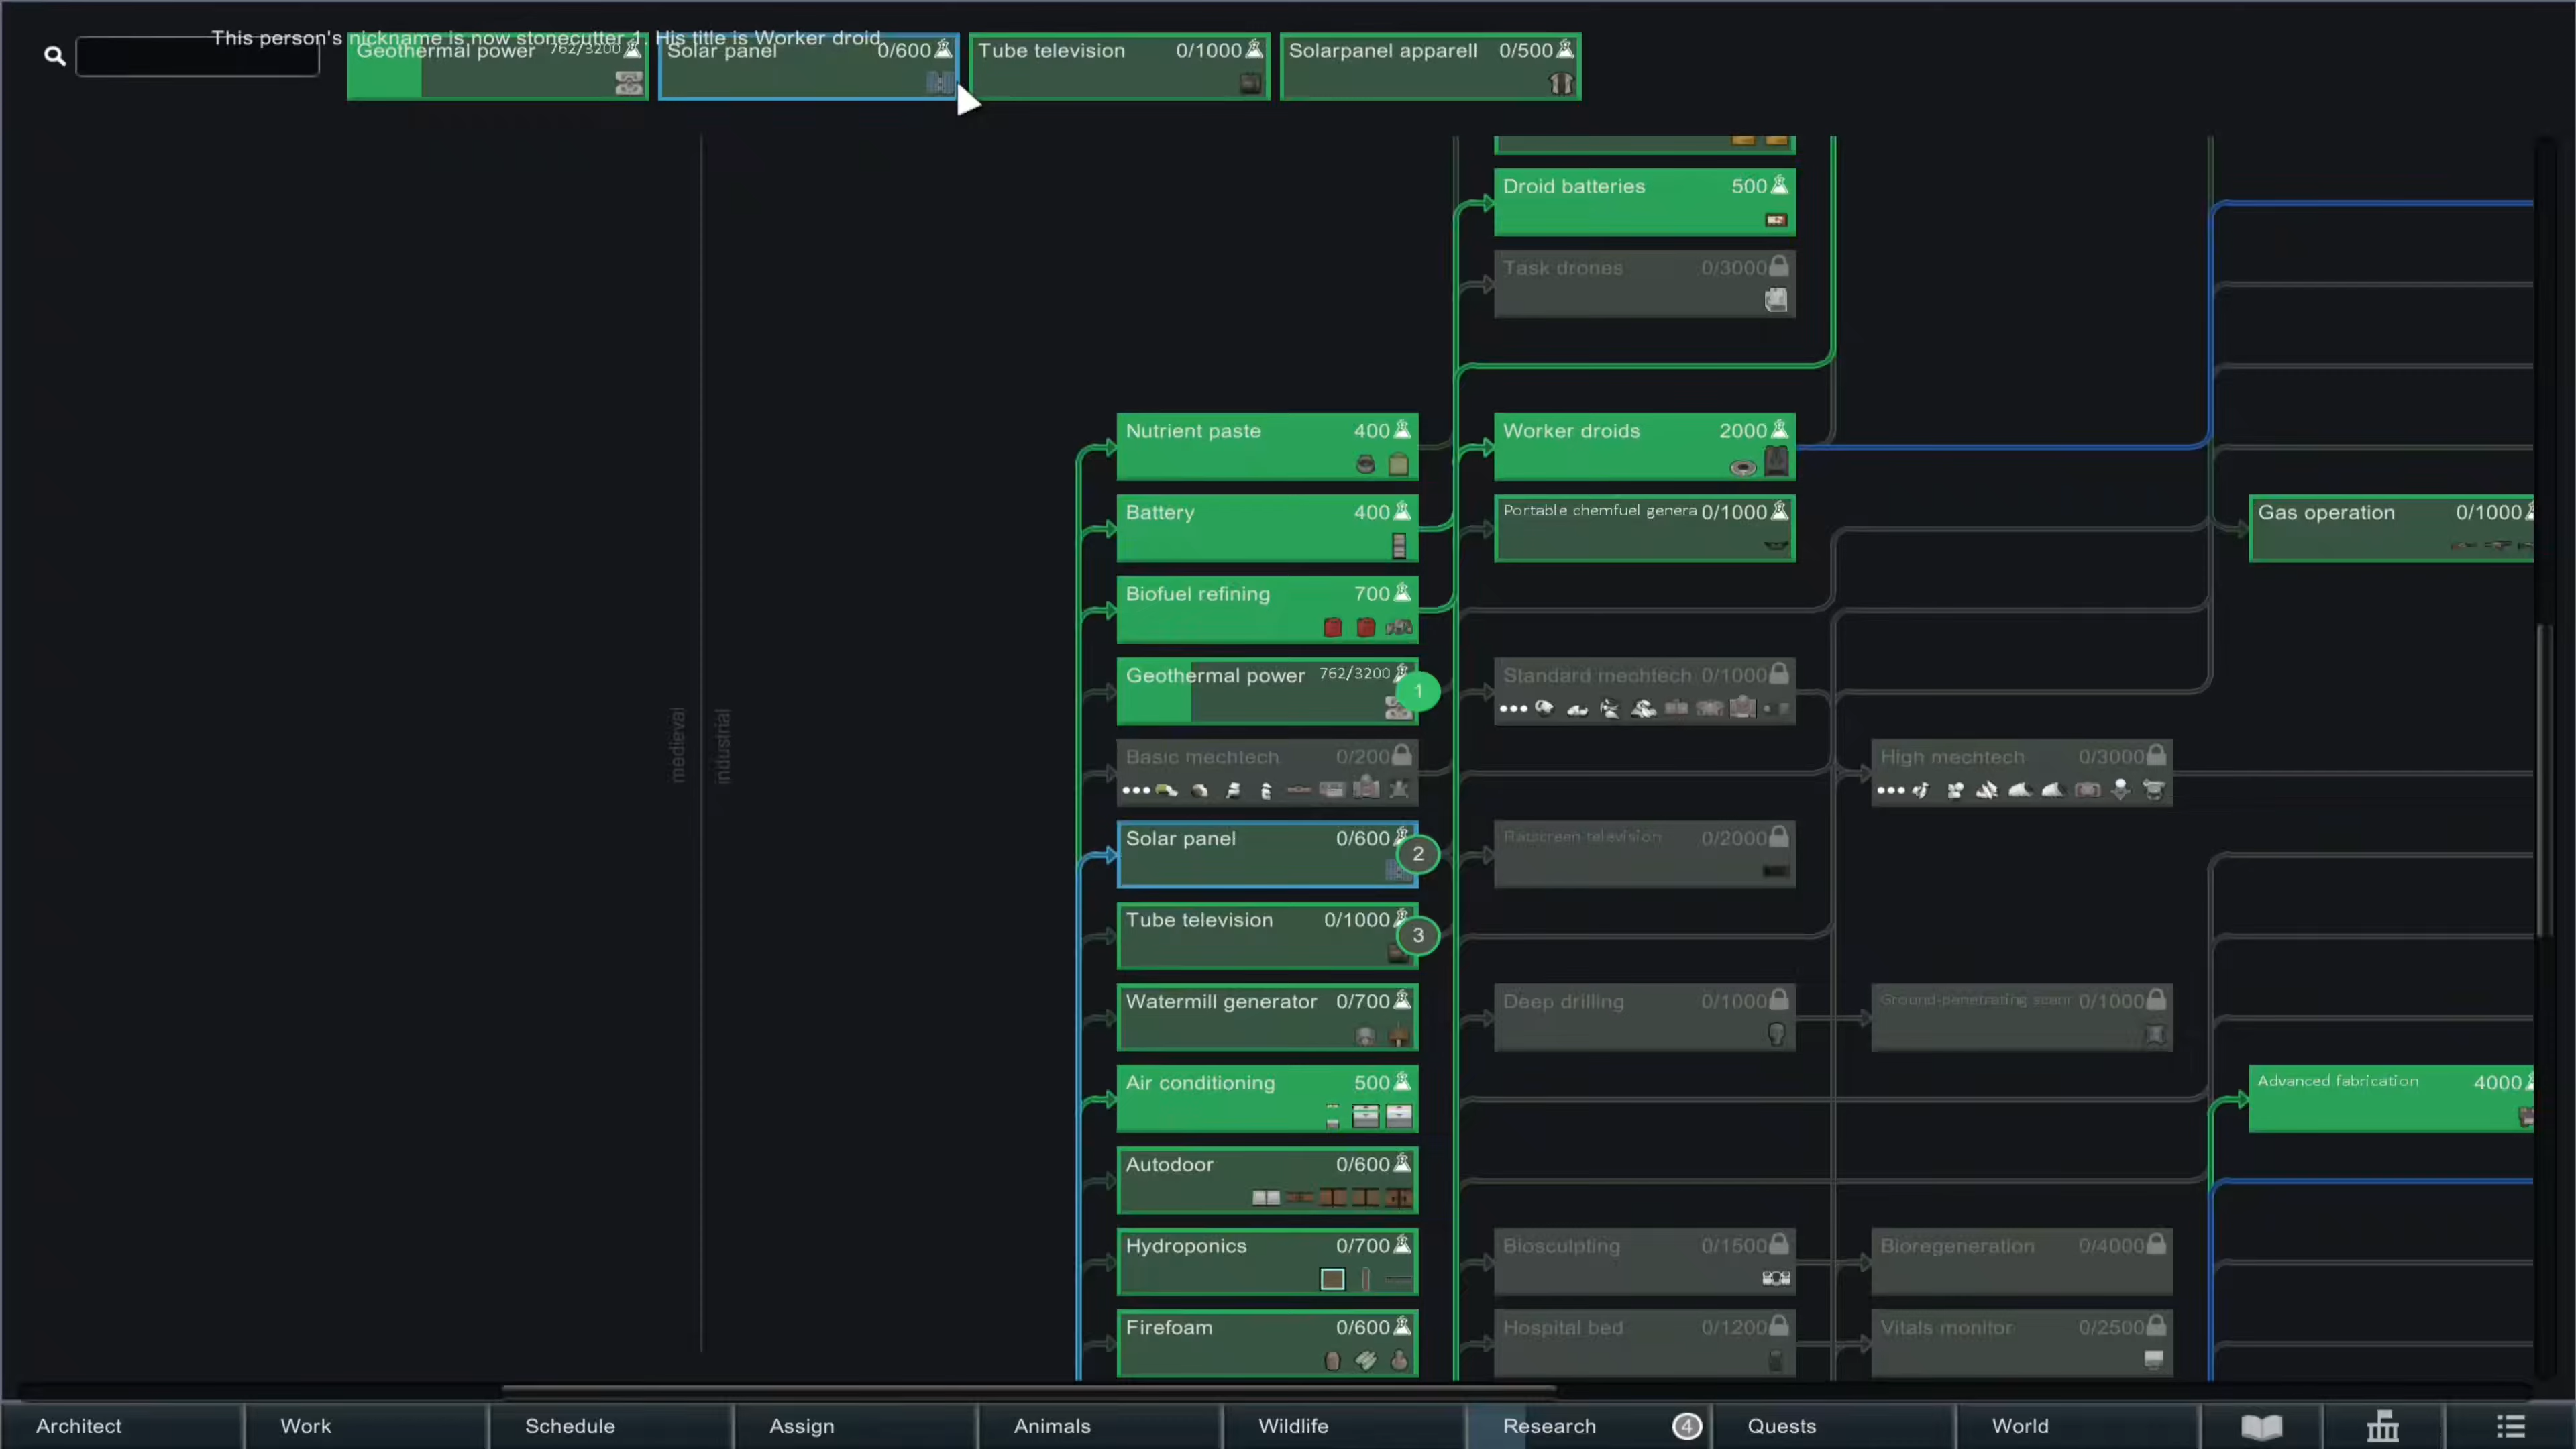 This person's nickname is now stonecutter 1. His title is Worker droid
Geothermal power 762/3200
Solar panel 0/600
Tube television 0/1000
Solarpanel apparell 0/500
Droid batteries 500
Task drones 0/3000
Nutrient paste 400
Worker droids 2000
Battery 400
Portable chemfuel genera 0/1000
Gas operation 0/1000
Biofuel refining 700
Geothermal power 762/3200
1
Standard mechtech 0/1000
medieval
industrial
Basic mechtech 0/200
High mechtech 0/3000
Solar panel 0/600
2
television 0/2000
Tube television 0/1000
3
Watermill generator 0/700
Deep drilling 0/1000
Ground-penetrating 0/1000
Air conditioning 500
Advanced fabrication 4000
Autodoor 0/600
Hydroponics 0/700
Biosculpting 0/1500
Bioregeneration 0/4000
Firefoam 0/600
Hospital bed 0/1200
Vitals monitor 0/2500
Architect
Work
Schedule
Assign
Animals
Wildlife
Research 4
Quests
World